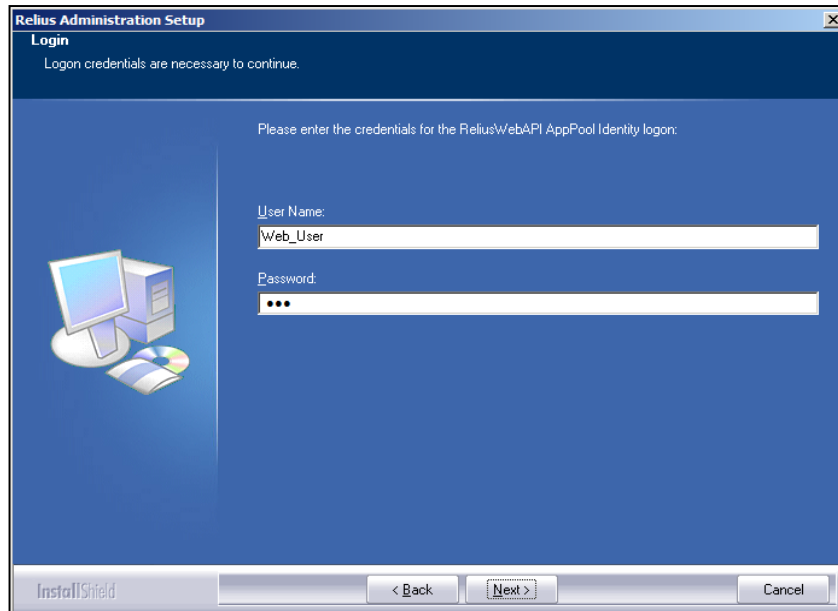 Relius Administration Setup
Login
Logon credentials are necessary to continue.
Please enter the credentials for the ReliusWebAPI AppPool Identity logon:
User Name:
Web_User
Password:
●●●
InstallShield
< Back
Next >
Cancel